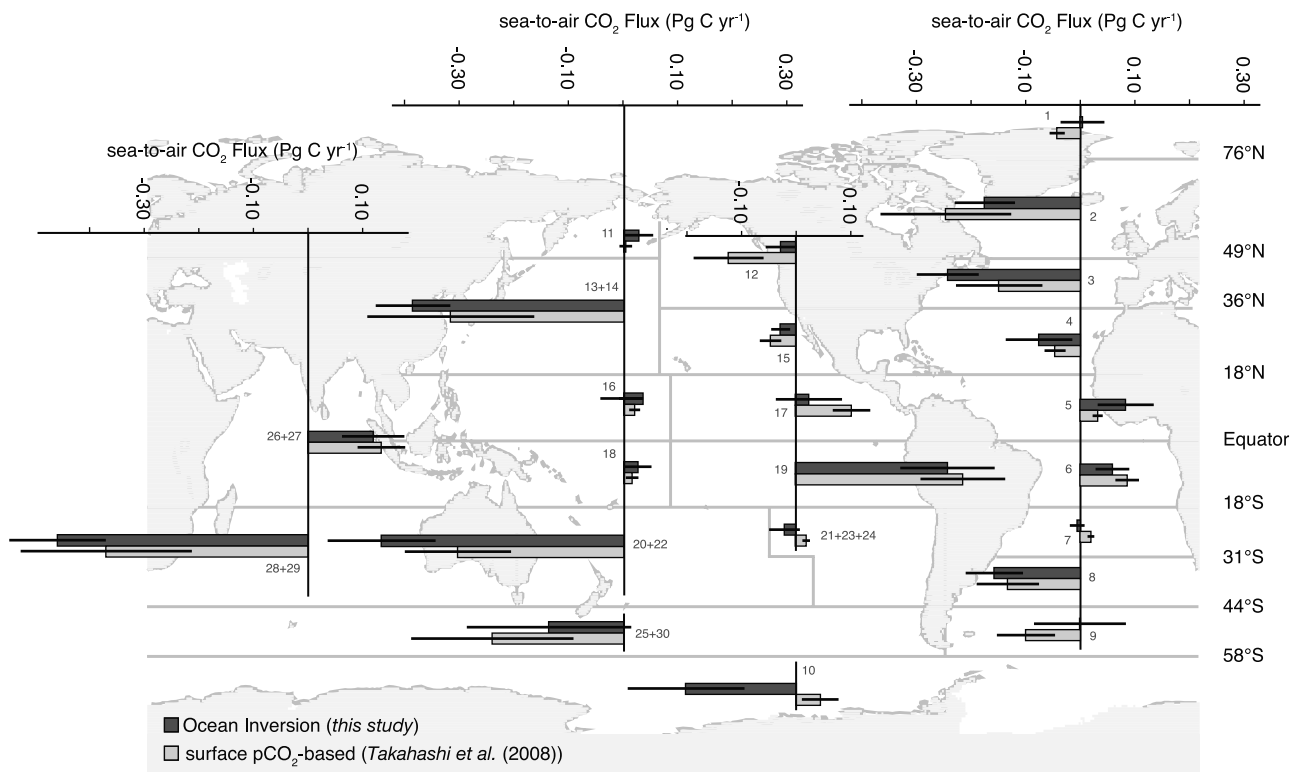 sea-to-air CO2 Flux (Pg C yr-1)
sea-to-air CO2 Flux (Pg C yr-1)
-0.30
-0.10
0.10
0.30
-0.30
-0.10
0.10
0.30
1
76°N
sea-to-air CO2 Flux (Pg C yr-1)
-0.30
-0.10
0.10
-0.10
0.10
2
11
12
49°N
3
13+14
36°N
4
15
18°N
16
17
5
26+27
Equator
18
19
6
18°S
20+22
21+23+24
7
31°S
28+29
8
44°S
25+30
9
58°S
10
Ocean Inversion (this study)
surface pCO2-based (Takahashi et al. (2008))